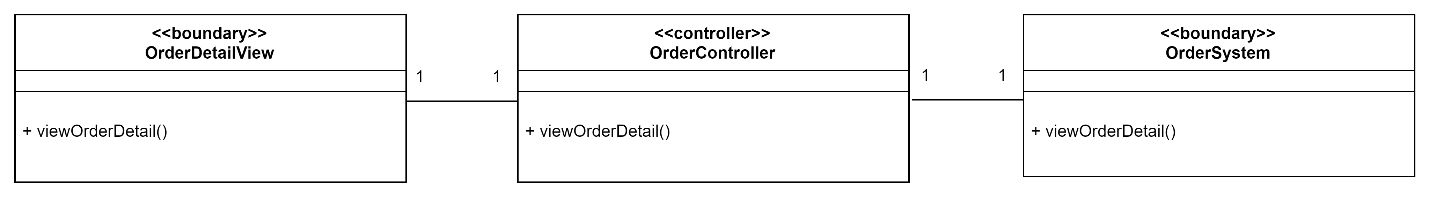 <<boundary>>
OrderDetailView
+ viewOrderDetail()
1
1
<<controller>>
OrderController
+ viewOrderDetail()
1
1
<<boundary>>
OrderSystem
+ viewOrderDetail()